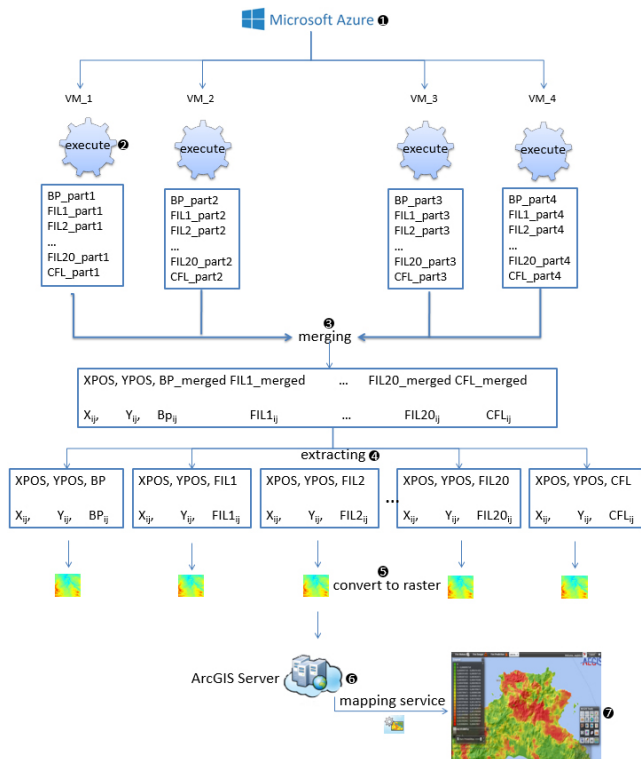 Microsoft Azure ❶
VM_1 VM_2 VM_3 VM_4
execute ❷ execute execute execute
BP_part1
FIL1_part1
FIL2_part1
...
FIL20_part1
CFL_part1
BP_part2
FIL1_part2
FIL2_part2
...
FIL20_part2
CFL_part2
BP_part3
FIL1_part3
FIL2_part3
...
FIL20_part3
CFL_part3
BP_part4
FIL1_part4
FIL2_part4
...
FIL20_part4
CFL_part4
❸
merging
XPOS, YPOS, BP_merged FIL1_merged ... FIL20_merged CFL_merged
Xij, Yij, Bpij FIL1ij ... FIL20ij CFLij
extracting ❹
XPOS, YPOS, BP
Xij, Yij, BPij
XPOS, YPOS, FIL1
Xij, Yij, FIL1ij
XPOS, YPOS, FIL2
Xij, Yij, FIL2ij
...
XPOS, YPOS, FIL20
Xij, Yij, FIL20ij
XPOS, YPOS, CFL
Xij, Yij, CFLij
❺
convert to raster
ArcGIS Server ❻
mapping service
AEGIS
❼